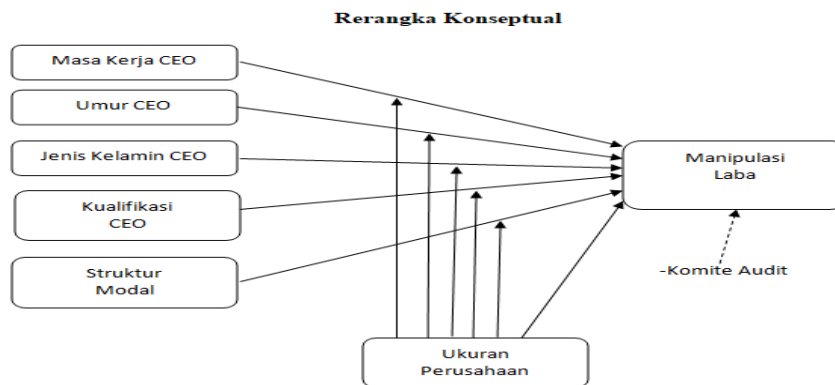 Rerangka Konseptual
Masa Kerja CEO
Umur CEO
Jenis Kelamin CEO
Kualifikasi
CEO
Struktur
Modal
Manipulasi
Laba
-Komite Audit
Ukuran
Perusahaan